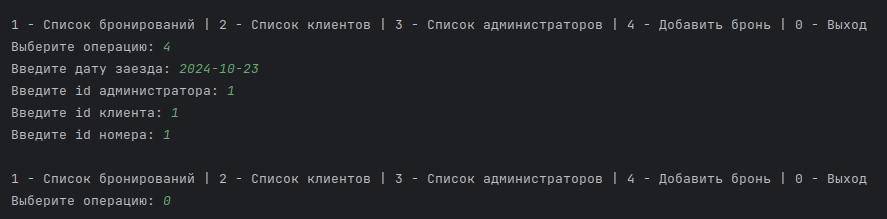 1 - Список бронирований | 2 - Список клиентов | 3 - Список администраторов | 4 - Добавить бронь | 0 - Выход
Выберите операцию: 4
Введите дату заезда: 2024-10-23
Введите id администратора: 1
Введите id клиента: 1
Введите id номера: 1
1 - Список бронирований | 2 - Список клиентов | 3 - Список администраторов | 4 - Добавить бронь | 0 - Выход
Выберите операцию: 0